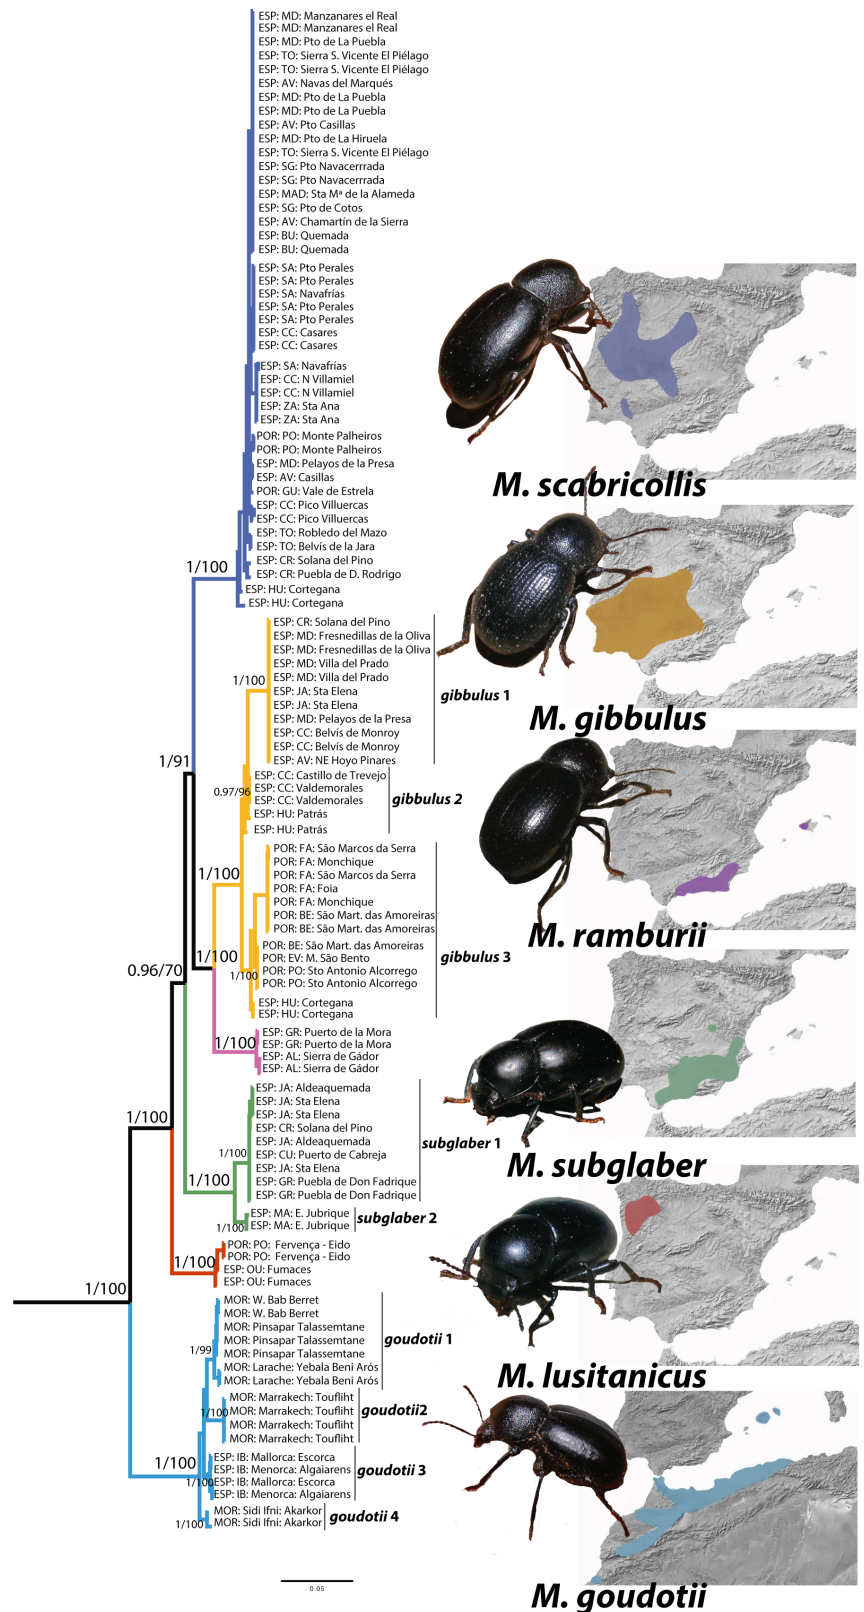 ESP: MD: Manzanares el Real
ESP: MD: Manzanares el Real
ESP: MD: Pto de La Puebla
ESP: TO: Sierra S. Vicente El Piélago
ESP: TO: Sierra S. Vicente El Piélago
ESP: AV: Navas del Marqués
ESP: MD: Pto de La Puebla
ESP: MD: Pto de La Puebla
ESP: AV: Pto Casillas
ESP: MD: Pto de La Hiruela
ESP: TO: Sierra S. Vicente El Piélago
ESP: SG: Pto Navacerrrada
ESP: SG: Pto Navacerrrada
ESP: MAD: Sta Mª de la Alameda
ESP: SG: Pto de Cotos
ESP: AV: Chamartín de la Sierra
ESP: BU: Quemada
ESP: BU: Quemada
ESP: SA: Pto Perales
ESP: SA: Pto Perales
ESP: SA: Navafrías
ESP: SA: Pto Perales
ESP: SA: Pto Perales
ESP: CC: Casares
ESP: CC: Casares
ESP: SA: Navafrías
ESP: CC: N Villamiel
ESP: CC: N Villamiel
ESP: ZA: Sta Ana
ESP: ZA: Sta Ana
POR: PO: Monte Palheiros
POR: PO: Monte Palheiros
ESP: MD: Pelayos de la Presa
ESP: AV: Casillas
POR: GU: Vale de Estrela
ESP: CC: Pico Villuercas
ESP: CC: Pico Villuercas
ESP: TO: Robledo del Mazo
ESP: TO: Belvís de la Jara
ESP: CR: Solana del Pino
ESP: CR: Puebla de D. Rodrigo
ESP: HU: Cortegana
ESP: HU: Cortegana
1/100
M. scabricollis
ESP: CR: Solana del Pino
ESP: MD: Fresnedillas de la Oliva
ESP: MD: Fresnedillas de la Oliva
ESP: MD: Villa del Prado
ESP: MD: Villa del Prado
ESP: JA: Sta Elena
ESP: JA: Sta Elena
ESP: MD: Pelayos de la Presa
ESP: CC: Belvís de Monroy
ESP: CC: Belvís de Monroy
ESP: AV: NE Hoyo Pinares
1/100
gibbulus 1
M. gibbulus
1/91
ESP: CC: Castillo de Trevejo
ESP: CC: Valdemorales
ESP: CC: Valdemorales
ESP: HU: Patrás
ESP: HU: Patrás
0.97/96
gibbulus 2
POR: FA: São Marcos da Serra
POR: FA: Monchique
POR: FA: São Marcos da Serra
POR: FA: Foia
POR: FA: Monchique
POR: BE: São Mart. das Amoreiras
POR: BE: São Mart. das Amoreiras
POR: BE: São Mart. das Amoreiras
POR: EV: M. São Bento
POR: PO: Sto Antonio Alcorrego
POR: PO: Sto Antonio Alcorrego
ESP: HU: Cortegana
ESP: HU: Cortegana
1/100
1/100
1/100
gibbulus 3
M. ramburii
0.96/70
ESP: GR: Puerto de la Mora
ESP: GR: Puerto de la Mora
ESP: AL: Sierra de Gádor
ESP: AL: Sierra de Gádor
1/100
ESP: JA: Aldeaquemada
ESP: JA: Sta Elena
ESP: JA: Sta Elena
ESP: CR: Solana del Pino
ESP: JA: Aldeaquemada
ESP: CU: Puerto de Cabreja
ESP: JA: Sta Elena
ESP: GR: Puebla de Don Fadrique
ESP: GR: Puebla de Don Fadrique
1/100
1/100
1/100
subglaber 1
M. subglaber
ESP: MA: E. Jubrique
ESP: MA: E. Jubrique
1/100
subglaber 2
POR: PO: Fervença - Eido
POR: PO: Fervença - Eido
ESP: OU: Fumaces
ESP: OU: Fumaces
1/100
1/100
MOR: W. Bab Berret
MOR: W. Bab Berret
MOR: Pinsapar Talassemtane
MOR: Pinsapar Talassemtane
MOR: Pinsapar Talassemtane
MOR: Larache: Yebala Beni Arós
MOR: Larache: Yebala Beni Arós
1/99
goudotii 1
M. lusitanicus
MOR: Marrakech: Toufliht
MOR: Marrakech: Toufliht
MOR: Marrakech: Toufliht
MOR: Marrakech: Toufliht
1/100
goudotii2
ESP: IB: Mallorca: Escorca
ESP: IB: Menorca: Algaiarens
ESP: IB: Mallorca: Escorca
ESP: IB: Menorca: Algaiarens
1/100
1/100
goudotii 3
MOR: Sidi Ifni: Akarkor
MOR: Sidi Ifni: Akarkor
1/100
goudotii 4
0.05
M. goudotii